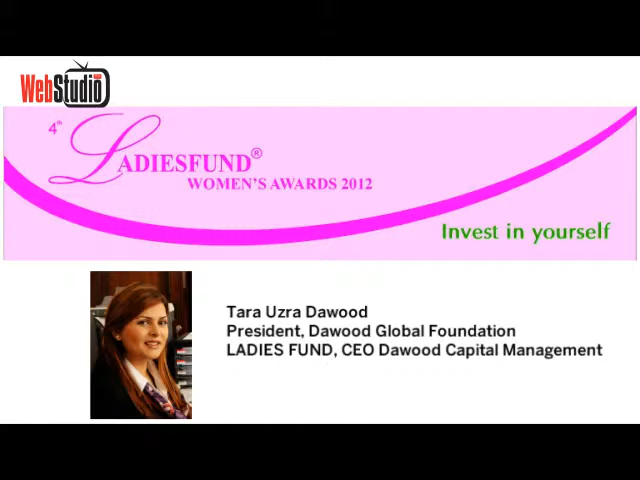 WebStudio
4th LADIESFUND®
WOMEN'S AWARDS 2012
Invest in yourself
Tara Uzra Dawood
President, Dawood Global Foundation
LADIES FUND, CEO Dawood Capital Management